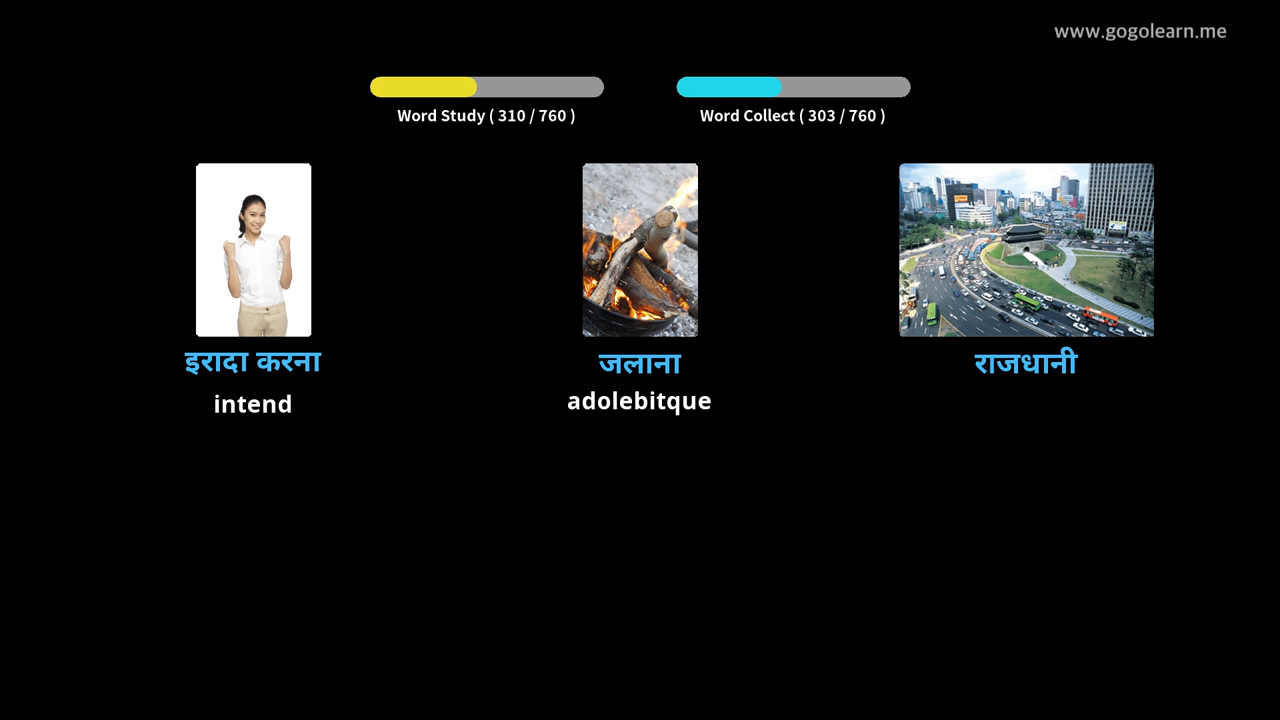 www.gogolearn.me
Word Study ( 310 / 760 )
Word Collect ( 303 / 760 )
इरादा करना
intend
जलाना
adolebitque
राजधानी